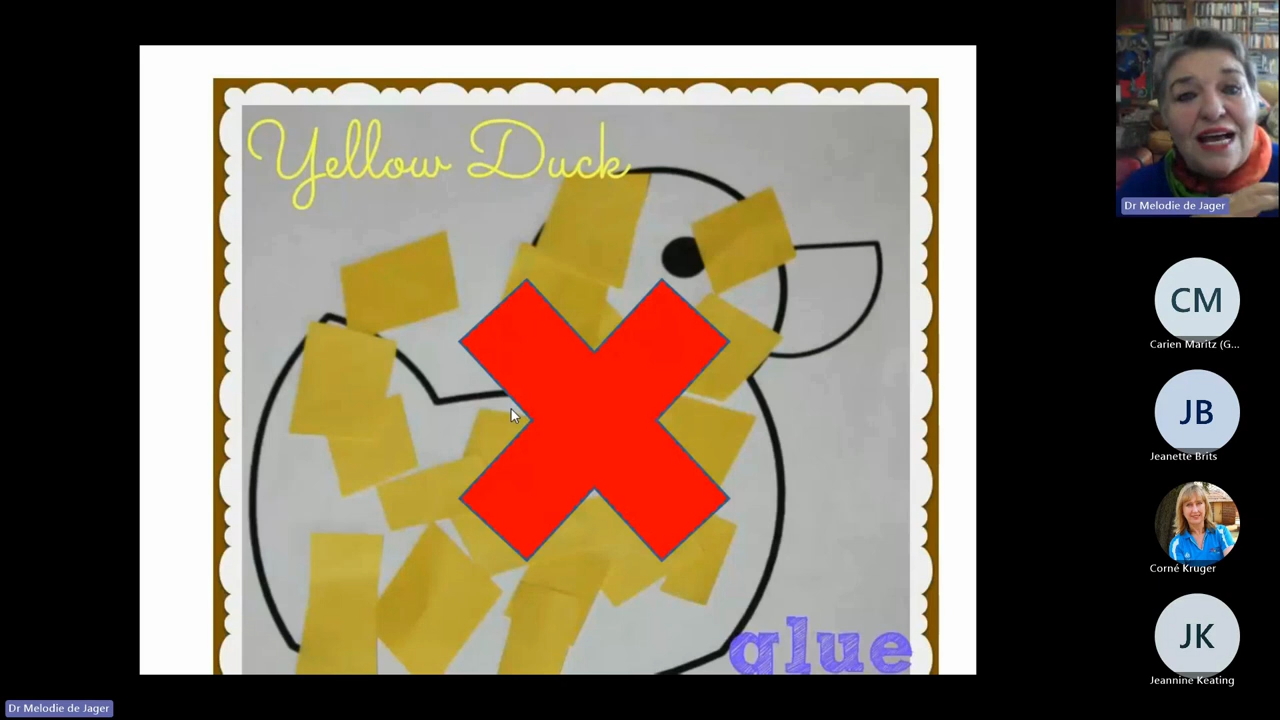 Yellow Duck
glue
Dr Melodie de Jager
CM
Carien Maritz (G...
JB
Jeanette Brits
Corné Kruger
JK
Jeannine Keating
Dr Melodie de Jager